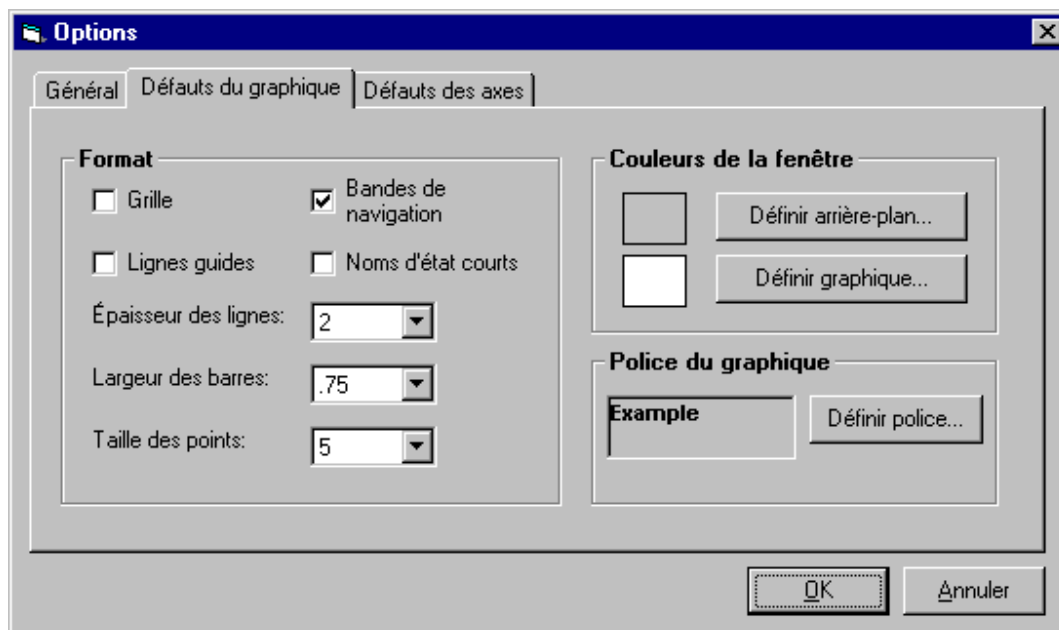 Options
Général
Défauts du graphique
Défauts des axes
Format
Grille
Bandes de
navigation
Lignes guides
Noms d'état courts
Épaisseur des lignes:
2
Largeur des barres:
.75
Taille des points:
5
Couleurs de la fenêtre
Définir arrière-plan...
Définir graphique...
Police du graphique
Example
Définir police...
OK
Annuler